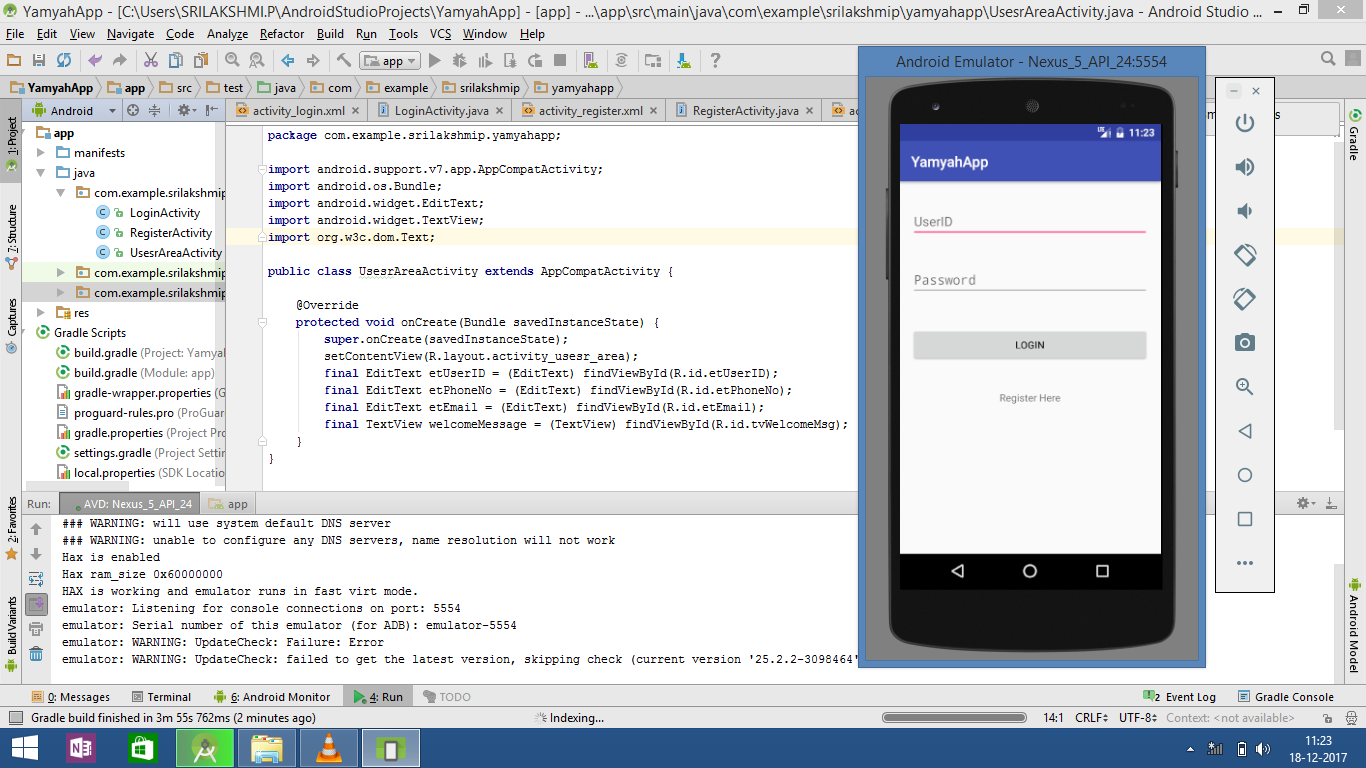 YamyahApp - [C:\Users\SRILAKSHMI.P\AndroidStudioProjects\YamyahApp] - [app] - ...\app\src\main\java\com\example\srilakshmip\yamyahapp\UsesrAreaActivity.java - Android Studio ...
File Edit View Navigate Code Analyze Refactor Build Run Tools VCS Window Help
app
YamyahApp app src test java com example srilakshmip yamyahapp
Android
activity_login.xml LoginActivity.java activity_register.xml RegisterActivity.java
1: Project
7: Structure
Captures
2: Favorites
Build Variants
app
manifests
java
com.example.srilakshmip
LoginActivity
RegisterActivity
UsesrAreaActivity
com.example.srilakshmip
com.example.srilakshmip
res
Gradle Scripts
build.gradle (Project: Yamyal
build.gradle (Module: app)
gradle-wrapper.properties (G
proguard-rules.pro (ProGuar
gradle.properties (Project Pro
settings.gradle (Project Settin
local.properties (SDK Locatio
package com.example.srilakshmip.yamyahapp;
import android.support.v7.app.AppCompatActivity;
import android.os.Bundle;
import android.widget.EditText;
import android.widget.TextView;
import org.w3c.dom.Text;
public class UsesrAreaActivity extends AppCompatActivity {
@Override
protected void onCreate(Bundle savedInstanceState) {
super.onCreate(savedInstanceState);
setContentView(R.layout.activity_usesr_area);
final EditText etUserID = (EditText) findViewById(R.id.etUserID);
final EditText etPhoneNo = (EditText) findViewById(R.id.etPhoneNo);
final EditText etEmail = (EditText) findViewById(R.id.etEmail);
final TextView welcomeMessage = (TextView) findViewById(R.id.tvWelcomeMsg);
}
}
Android Emulator - Nexus_5_API_24:5554
LTE 11:23
YamyahApp
UserID
Password
LOGIN
Register Here
Gradle
Android Model
Run: AVD: Nexus_5_API_24 app
### WARNING: will use system default DNS server
### WARNING: unable to configure any DNS servers, name resolution will not work
Hax is enabled
Hax ram_size 0x60000000
HAX is working and emulator runs in fast virt mode.
emulator: Listening for console connections on port: 5554
emulator: Serial number of this emulator (for ADB): emulator-5554
emulator: WARNING: UpdateCheck: Failure: Error
emulator: WARNING: UpdateCheck: failed to get the latest version, skipping check (current version '25.2.2-3098464'
0: Messages Terminal 6: Android Monitor 4: Run TODO 2 Event Log Gradle Console
Gradle build finished in 3m 55s 762ms (2 minutes ago) Indexing... 14:1 CRLF UTF-8 Context: <no available>
11:23
18-12-2017